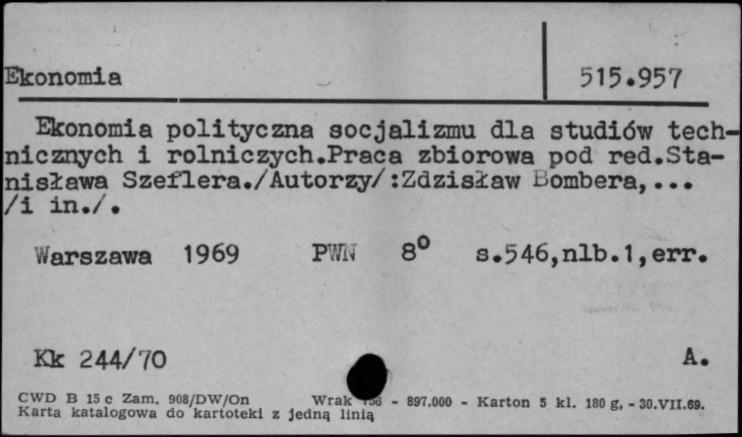 Ekonomia 515.957
Ekonomia polityczna socjalizmu dla studiów tech-
nicznych i rolniczych.Praca zbiorowa pod red.Sta-
nisława Szeflera./Autorzy/:Zdzisław Bombera,...
/i in./.
Warszawa 1969 PWN 8° s.546,nlb.1,err.
Kk 244/70 A.
CWD B 15 c Zam. 908/DW/On Wrak - 897.000 - Karton 5 kl. 180 g, - 30.VII.69.
Karta katalogowa do kartoteki z jedną linią